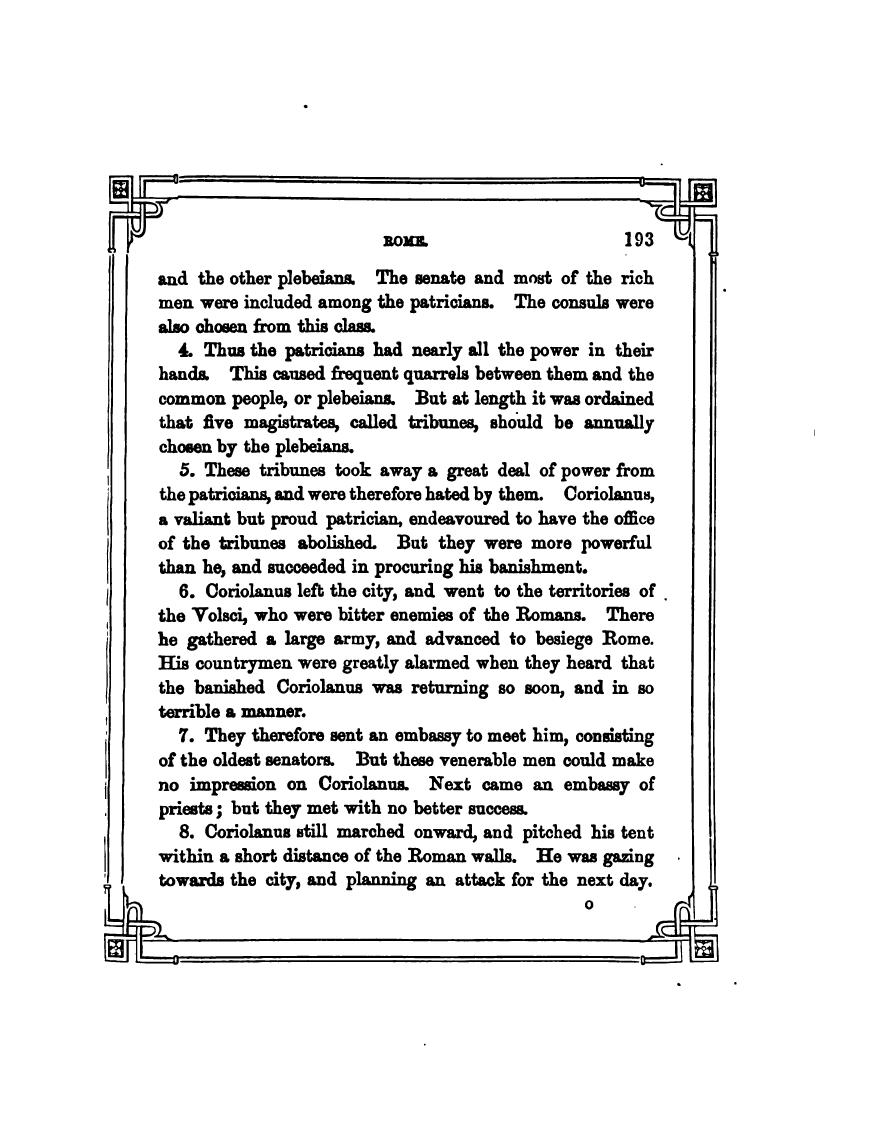 ROME. 193
and the other plebeians. The senate and most of the rich
men were included among the patricians. The consuls were
also chosen from this class.
4. Thus the patricians had nearly all the power in their
hands. This caused frequent quarrels between them and the
common people, or plebeians. But at length it was ordained
that five magistrates, called tribunes, should be annually
chosen by the plebeians.
5. These tribunes took away a great deal of power from
the patricians, and were therefore hated by them. Coriolanus,
a valiant but proud patrician, endeavoured to have the office
of the tribunes abolished. But they were more powerful
than he, and succeeded in procuring his banishment.
6. Coriolanus left the city, and went to the territories of
the Volsci, who were bitter enemies of the Romans. There
he gathered a large army, and advanced to besiege Rome.
His countrymen were greatly alarmed when they heard that
the banished Coriolanus was returning so soon, and in so
terrible a manner.
7. They therefore sent an embassy to meet him, consisting
of the oldest senators. But these venerable men could make
no impression on Coriolanus. Next came an embassy of
priests; but they met with no better success.
8. Coriolanus still marched onward, and pitched his tent
within a short distance of the Roman walls. He was gazing
towards the city, and planning an attack for the next day.
O